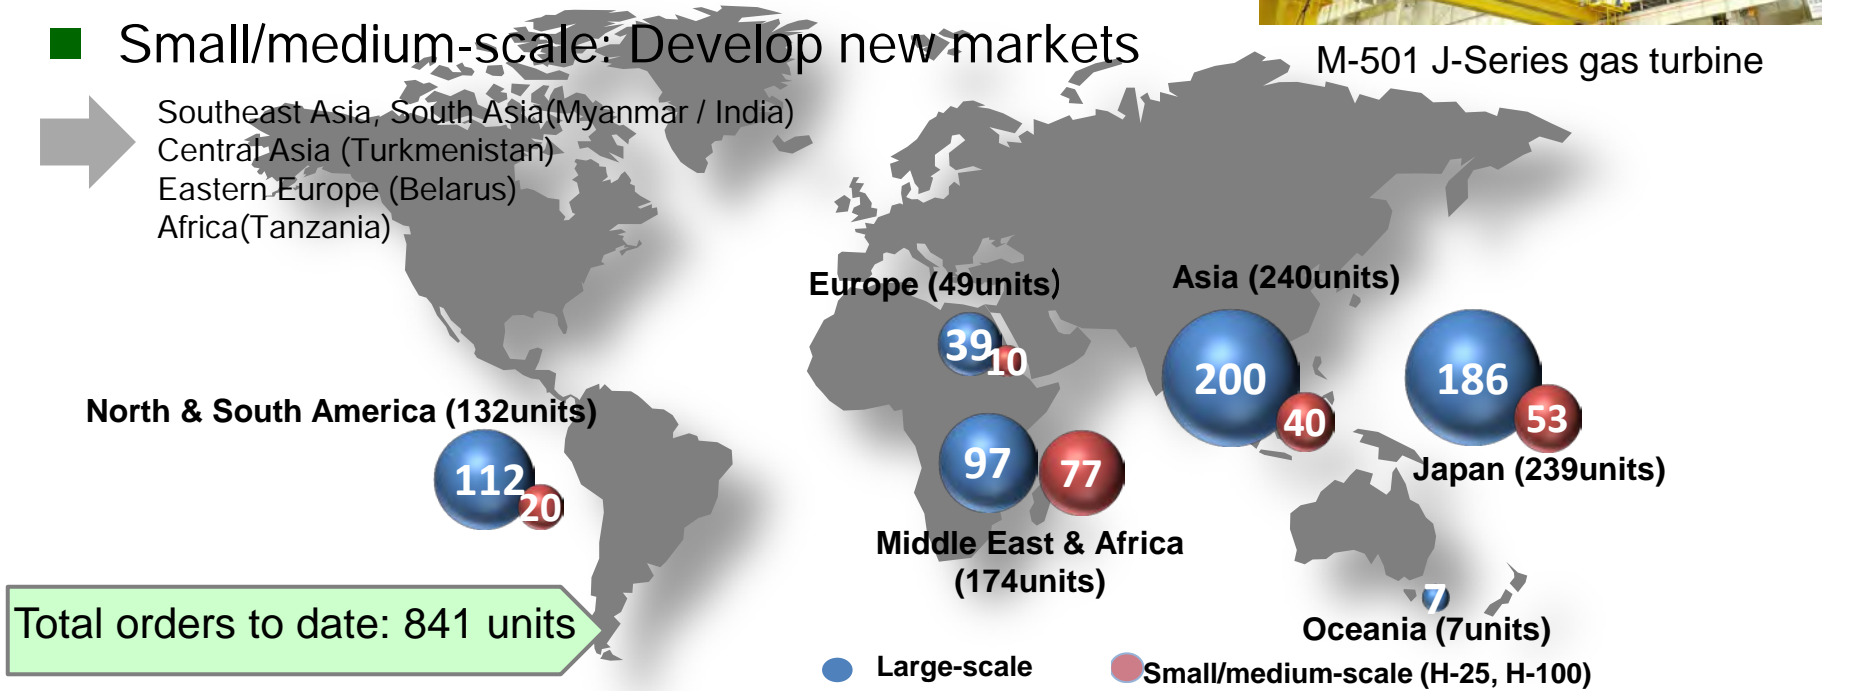 Small/medium-scale: Develop new markets
M-501 J-Series gas turbine
Southeast Asia, South Asia(Myanmar / India)
Central Asia (Turkmenistan)
Eastern Europe (Belarus)
Africa(Tanzania)
Europe (49units)
39
10
Asia (240units)
200
40
186
53
Japan (239units)
North & South America (132units)
112
20
97
77
Middle East & Africa
(174units)
7
Oceania (7units)
Total orders to date: 841 units
Large-scale
Small/medium-scale (H-25, H-100)